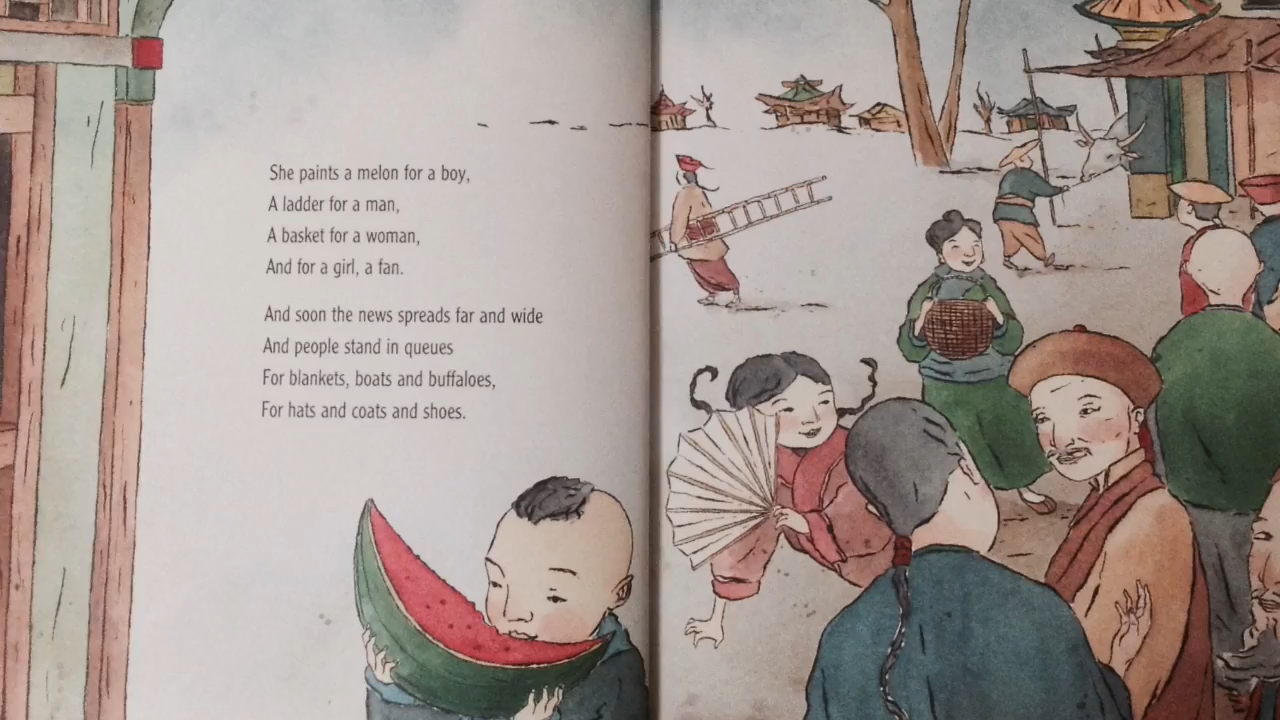 She paints a melon for a boy,
A ladder for a man,
A basket for a woman,
And for a girl, a fan.
And soon the news spreads far and wide
And people stand in queues
For blankets, boats and buffaloes,
For hats and coats and shoes.